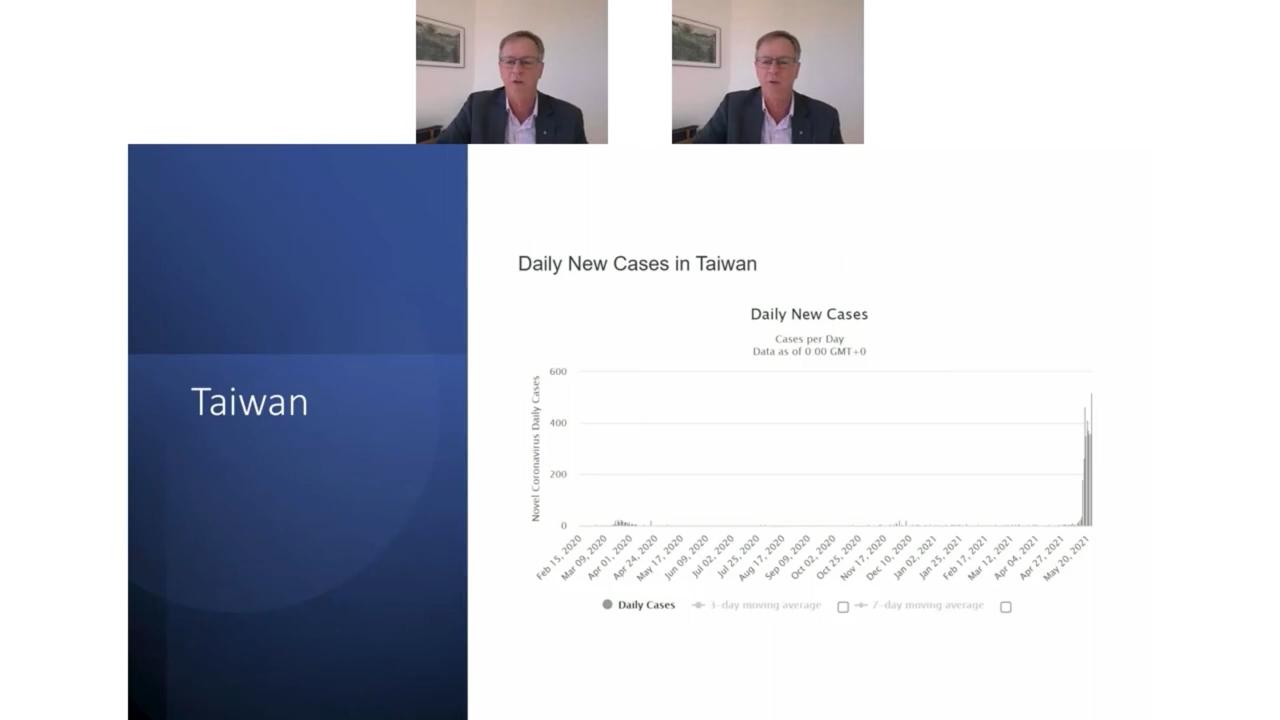 Taiwan
Daily New Cases in Taiwan
Daily New Cases
Cases per Day
Data as of 0 00 GMT+0
Novel Coronavirus Daily Cases
600
400
200
0
Feb 15, 2020
Mar 09, 2020
Apr 01, 2020
Apr 24, 2020
May 17, 2020
Jun 09, 2020
Jul 02, 2020
Jul 25, 2020
Aug 17, 2020
Sep 09, 2020
Oct 02, 2020
Oct 25, 2020
Nov 17, 2020
Dec 10, 2020
Jan 02, 2021
Jan 25, 2021
Feb 17, 2021
Mar 12, 2021
Apr 04, 2021
Apr 27, 2021
May 20, 2021
Daily Cases 3-day moving average 7-day moving average